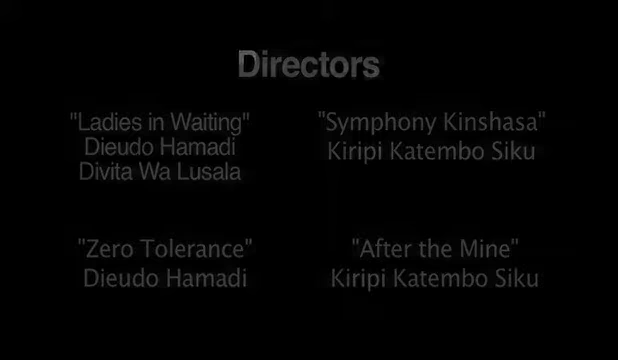 Directors
"Ladies in Waiting"
Dieudo Hamadi
Divita Wa Lusala
"Symphony Kinshasa"
Kiripi Katembo Siku
"Zero Tolerance"
Dieudo Hamadi
"After the Mine"
Kiripi Katembo Siku